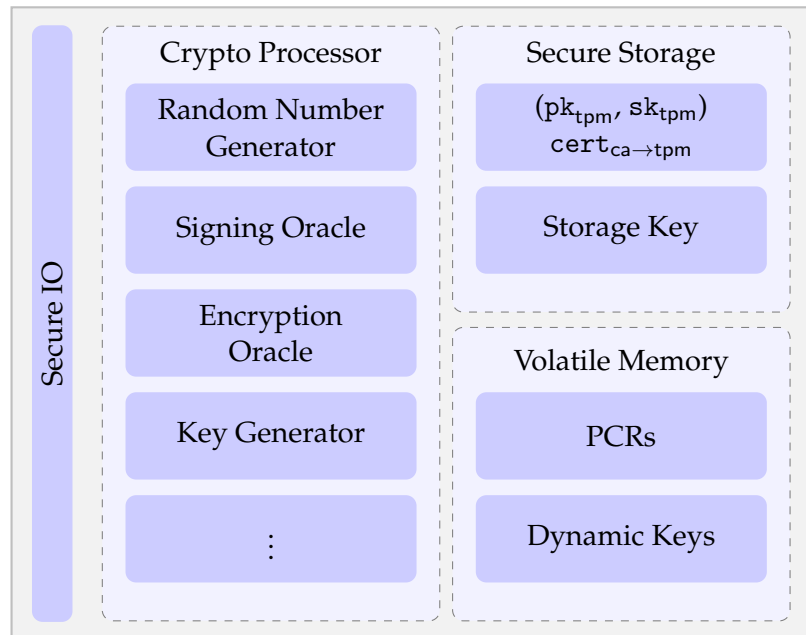 Secure IO
Crypto Processor
Random Number
Generator
Signing Oracle
Encryption
Oracle
Key Generator
⋮
Secure Storage
(pk_tpm, sk_tpm)
cert_ca→tpm
Storage Key
Volatile Memory
PCRs
Dynamic Keys